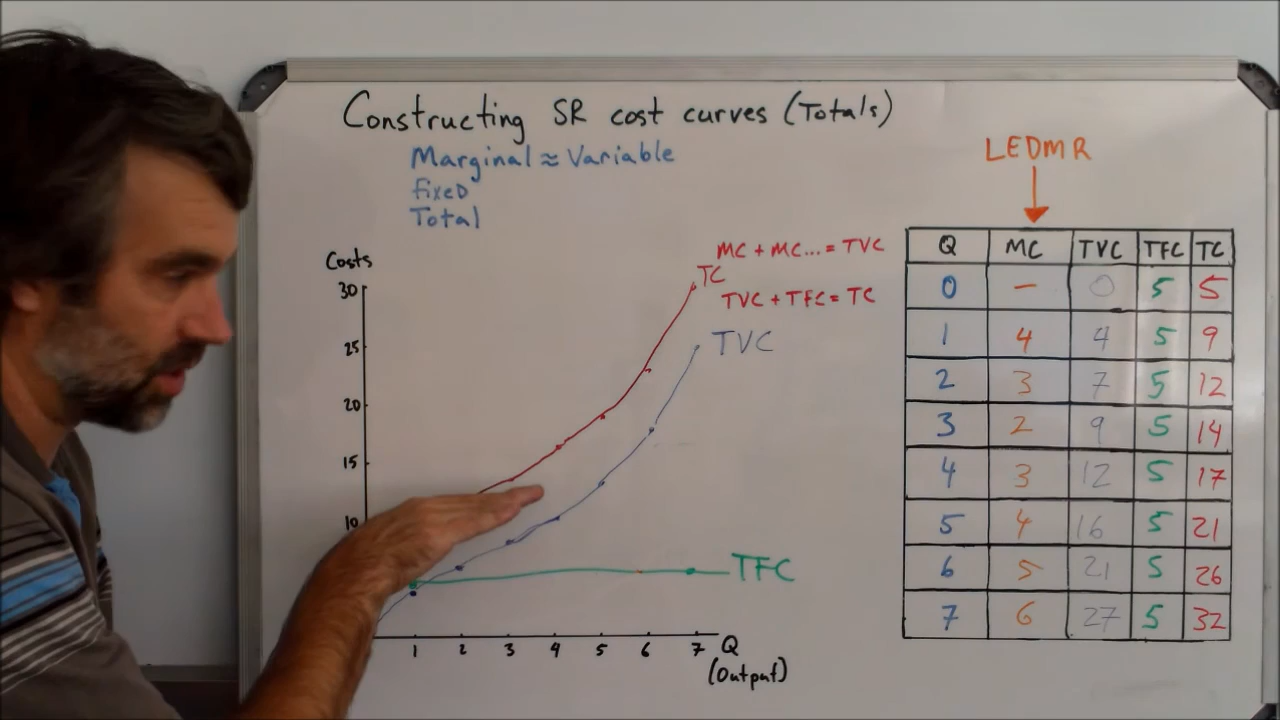 Constructing SR cost curves (Totals)
Marginal ≈ Variable
fixed
Total
LEDMR
Costs
MC + MC... = TVC
TC
TVC + TFC = TC
30
25
20
15
10
TVC
TFC
1 2 3 4 5 6 7 Q
(Output)
Q MC TVC TFC TC
0 – 0 5 5
1 4 4 5 9
2 3 7 5 12
3 2 9 5 14
4 3 12 5 17
5 4 16 5 21
6 5 21 5 26
7 6 27 5 32